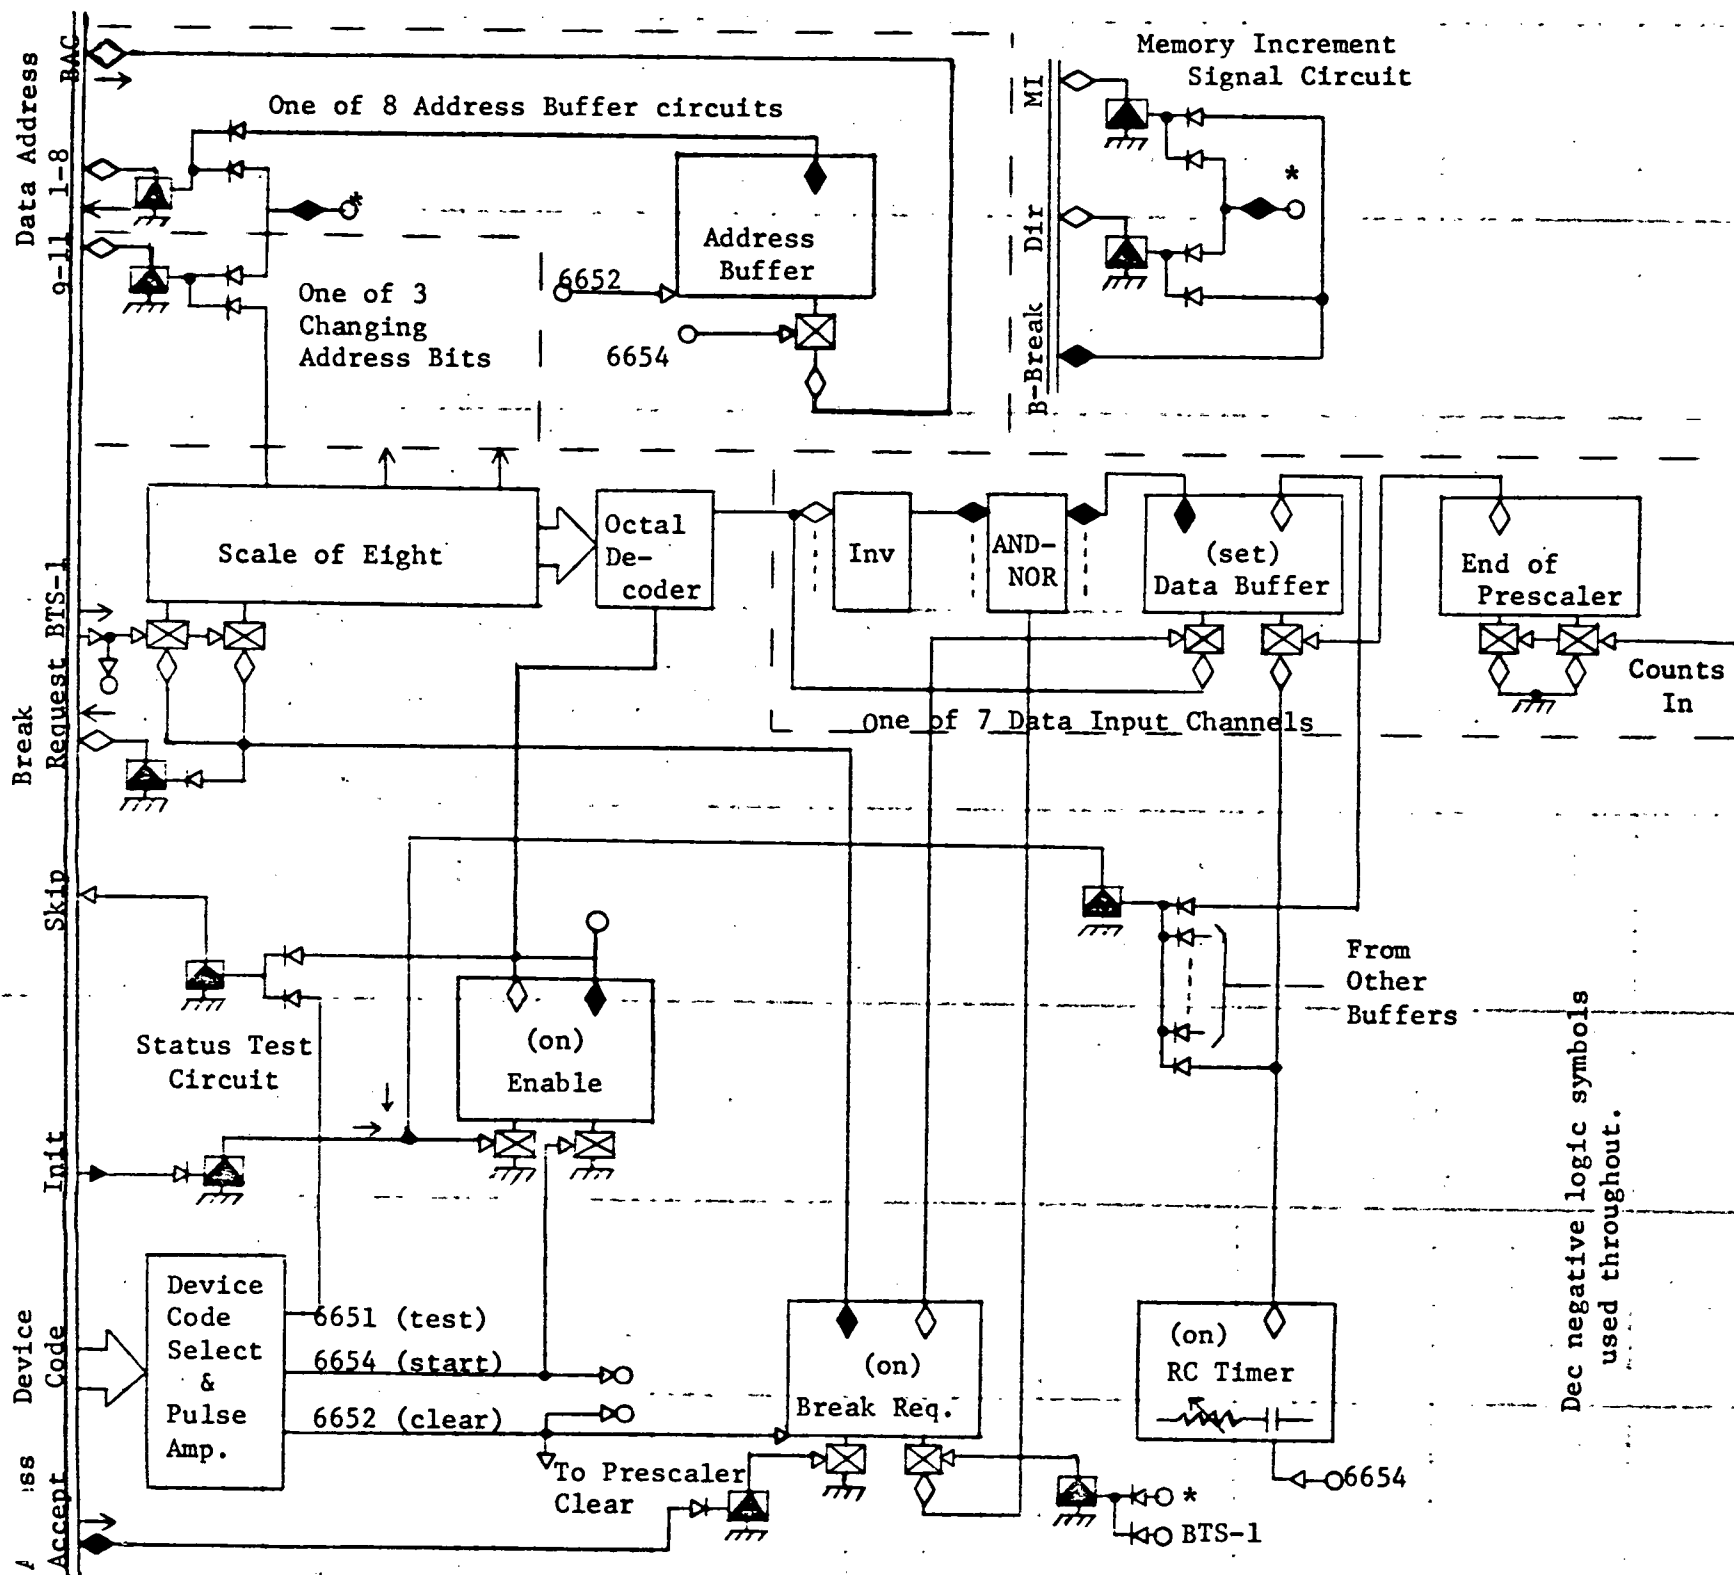 Memory Increment
Signal Circuit
Data Address
BAC
1-8
9-11
One of 8 Address Buffer circuits
*
MI
Dir
B-Break
*
Address
Buffer
6652
6654
One of 3
Changing
Address Bits
Scale of Eight
Octal
De-
coder
Inv
AND-
NOR
(set)
Data Buffer
End of
Prescaler
Counts
In
One of 7 Data Input Channels
Break
Request
BTS-1
Skip
From
Other
Buffers
(on)
Enable
Status Test
Circuit
Init
Device
Code
Device
Code
Select
&
Pulse
Amp.
6651 (test)
6654 (start)
6652 (clear)
(on)
Break Req.
(on)
RC Timer
6654
To Prescaler
Clear
*
BTS-1
Accept
Dec negative logic symbols
used throughout.